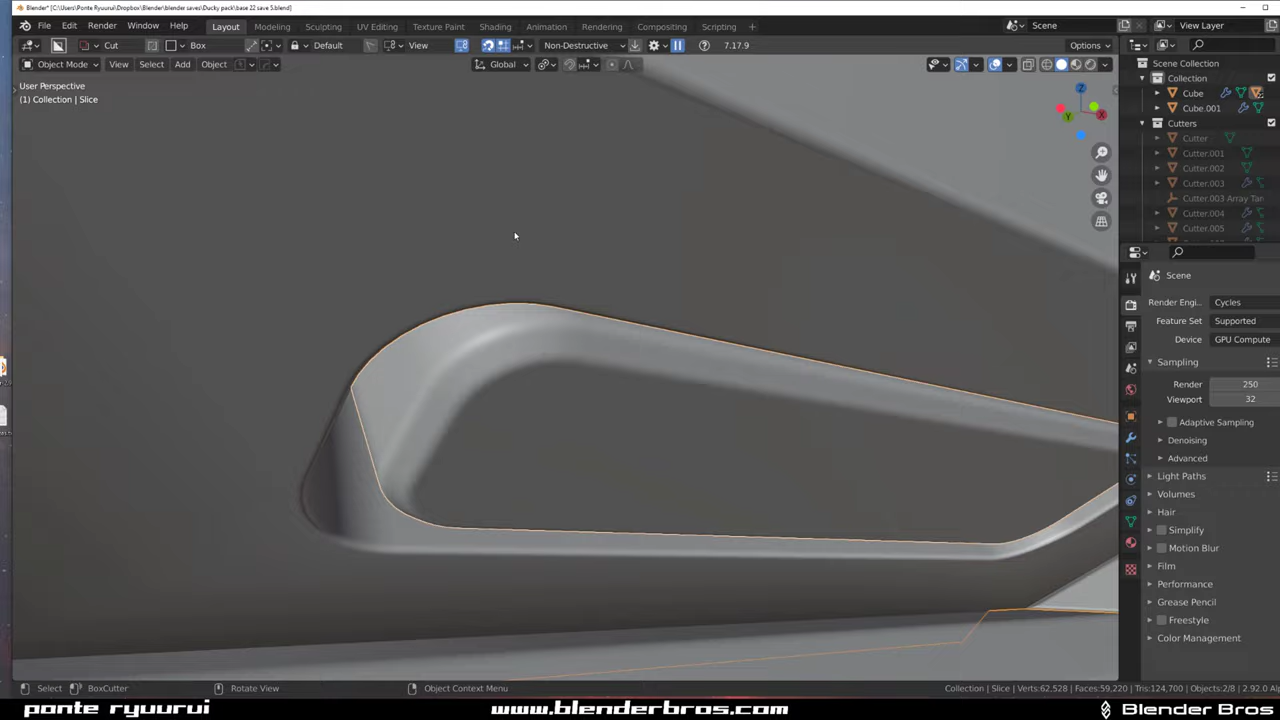 Blender* [C:\Users\Ponte Ryuurui\Dropbox\Blender\blender saves\Ducky pack\base 22 save 5.blend]
File Edit Render Window Help Layout Modeling Sculpting UV Editing Texture Paint Shading Animation Rendering Compositing Scripting + Scene View Layer
Cut Box Default View Non-Destructive 7.17.9 Options
Object Mode View Select Add Object Global
User Perspective
(1) Collection | Slice
Z
X
Y
Scene Collection
Collection
Cube
Cube.001
Cutters
Cutter
Cutter.001
Cutter.002
Cutter.003
Cutter.003 Array Tar
Cutter.004
Cutter.005
Scene
Render Engi.. Cycles
Feature Set Supported
Device GPU Compute
Sampling
Render 250
Viewport 32
Adaptive Sampling
Denoising
Advanced
Light Paths
Volumes
Hair
Simplify
Motion Blur
Film
Performance
Grease Pencil
Freestyle
Color Management
Select BoxCutter Rotate View Object Context Menu Collection | Slice | Verts:62,528 | Faces:59,220 | Tris:124,700 | Objects:2/8 | 2.92.0 Al
ponte ryuurui www.blenderbros.com Blender Bros